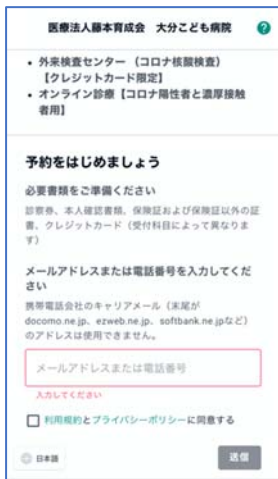 医療法人藤本育成会　大分こども病院
?
• 外来検査センター （コロナ核酸検査）
【クレジットカード限定】
• オンライン診療【コロナ陽性者と濃厚接触
者用】
予約をはじめましょう
必要書類をご準備ください
診察券、本人確認書類、保険証および保険証以外の証
書、クレジットカード（受付科目によって異なりま
す）
メールアドレスまたは電話番号を入力してくだ
さい
携帯電話会社のキャリアメール（末尾が
docomo.ne.jp、ezweb.ne.jp、softbank.ne.jpなど）
のアドレスは使用できません。
メールアドレスまたは電話番号
入力してください
利用規約とプライバシーポリシーに同意する
日本語
送信